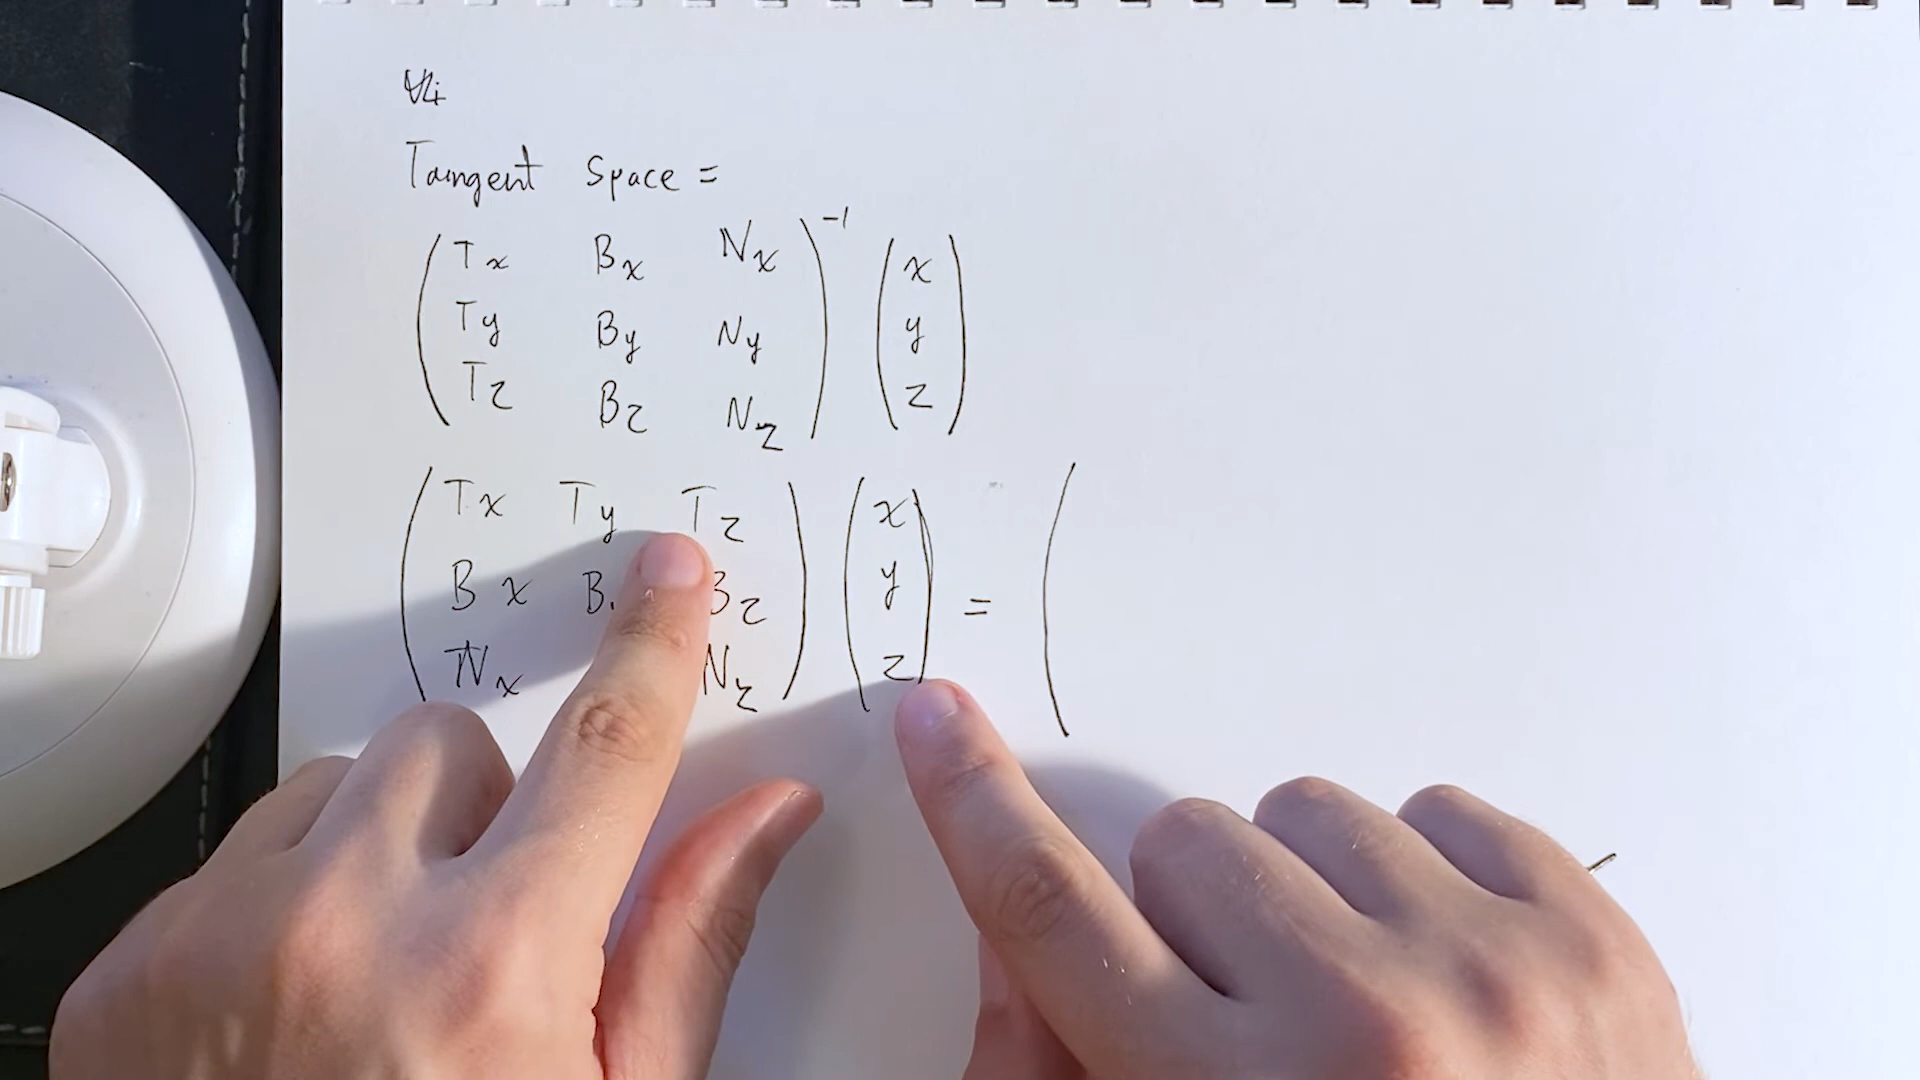 Tangent Space =
Tx Bx Nx -1 x
Ty By Ny y
Tz Bz Nz z
Tx Ty Tz x
Bx B Bz y =
Nx Nz z (